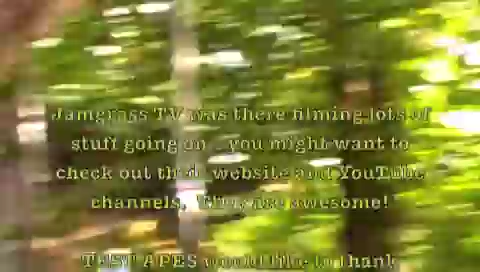 Jamgrass TV was there filming lots of
stuff going on ... you might want to
check out their website and YouTube
channels. They are awesome!
APES would like to thank